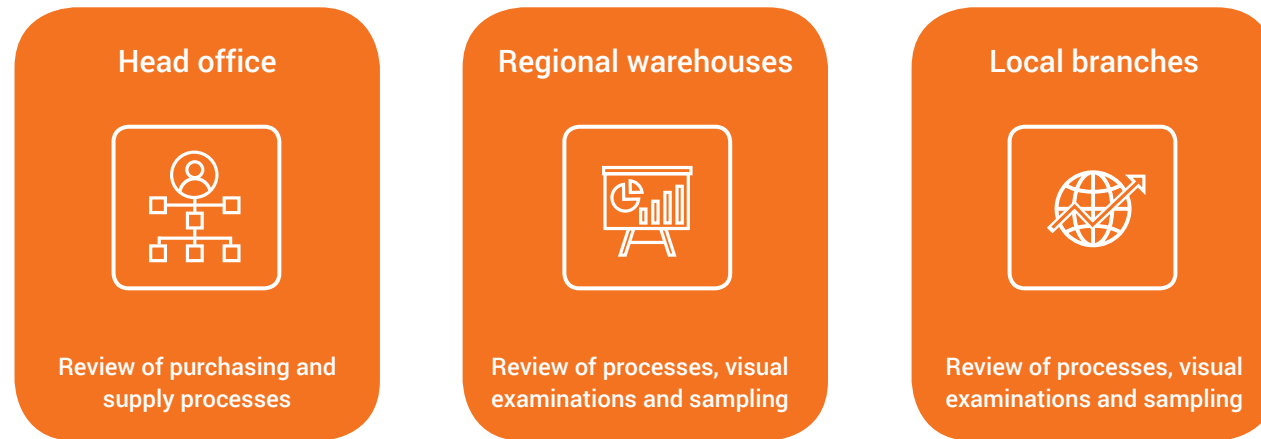 Head office
Review of purchasing and
supply processes
Regional warehouses
Review of processes, visual
examinations and sampling
Local branches
Review of processes, visual
examinations and sampling